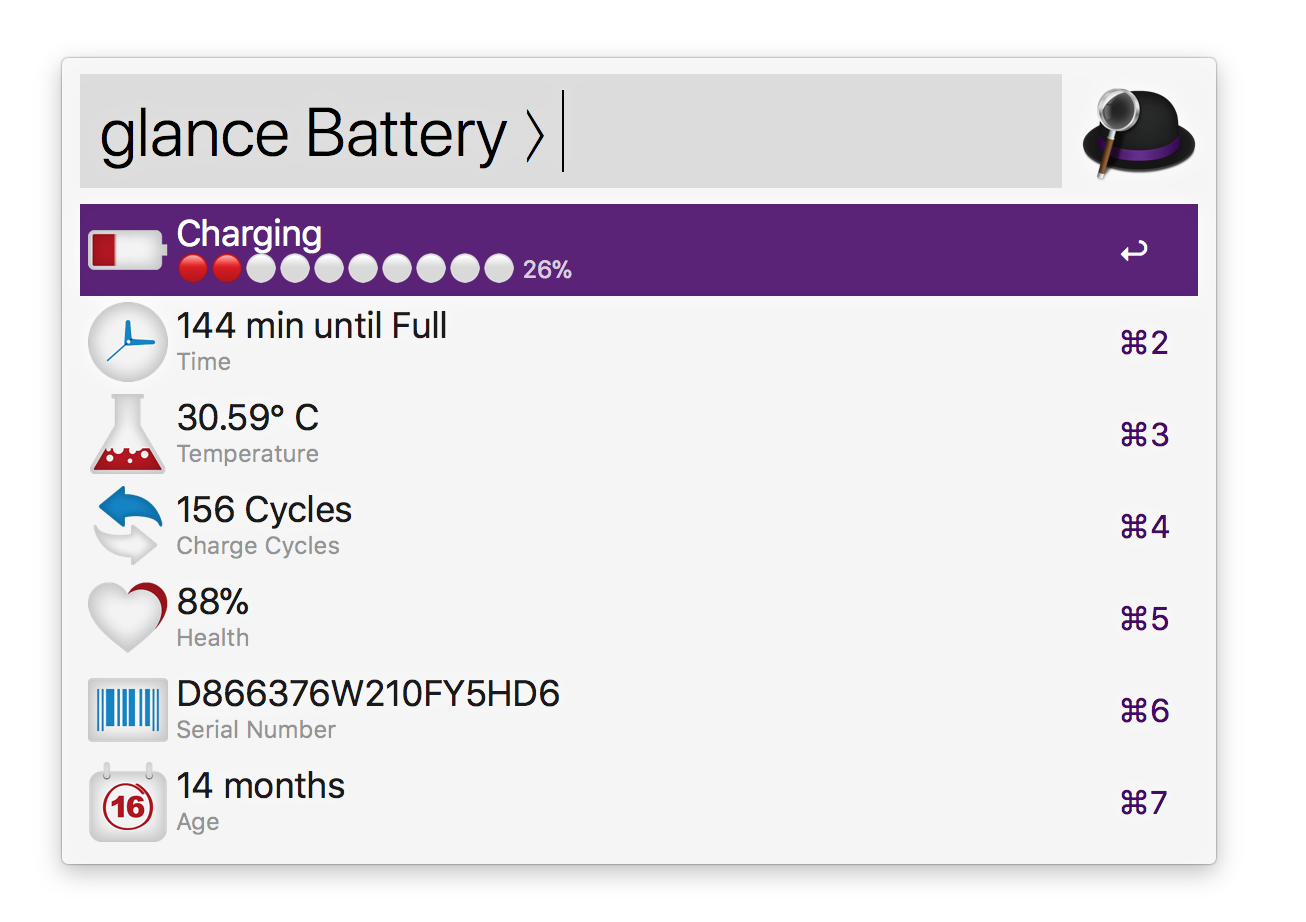 glance Battery 〉
Charging
26%
↩
144 min until Full
Time
⌘2
30.59° C
Temperature
⌘3
156 Cycles
Charge Cycles
⌘4
88%
Health
⌘5
D866376W210FY5HD6
Serial Number
⌘6
16
14 months
Age
⌘7